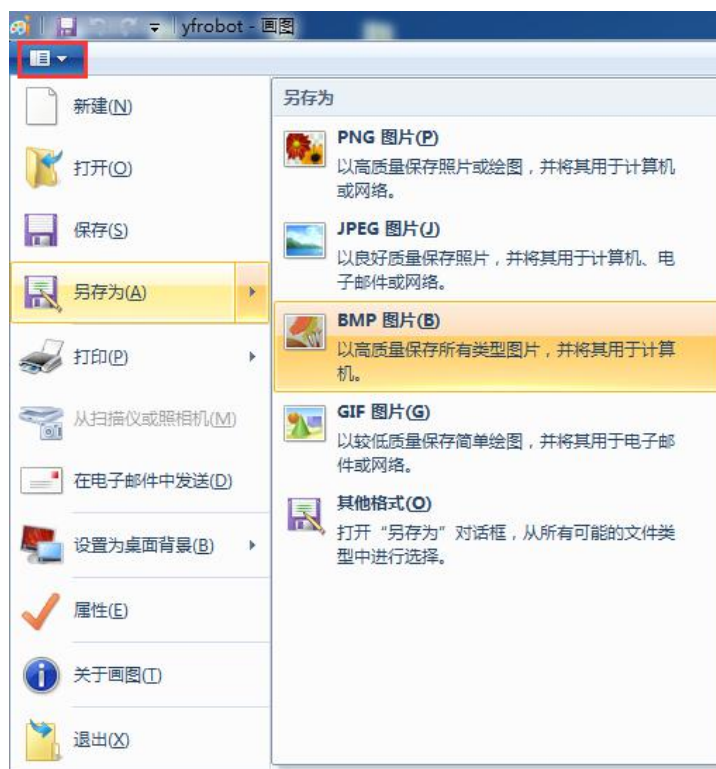 yfrobot - 画图
新建(N)
打开(O)
保存(S)
另存为(A)
打印(P)
从扫描仪或照相机(M)
在电子邮件中发送(D)
设置为桌面背景(B)
属性(E)
关于画图(T)
退出(X)
另存为
PNG 图片(P)
以高质量保存照片或绘图，并将其用于计算机
或网络。
JPEG 图片(J)
以良好质量保存照片，并将其用于计算机、电
子邮件或网络。
BMP 图片(B)
以高质量保存所有类型图片，并将其用于计算
机。
GIF 图片(G)
以较低质量保存简单绘图，并将其用于电子邮
件或网络。
其他格式(O)
打开“另存为”对话框，从所有可能的文件类
型中进行选择。